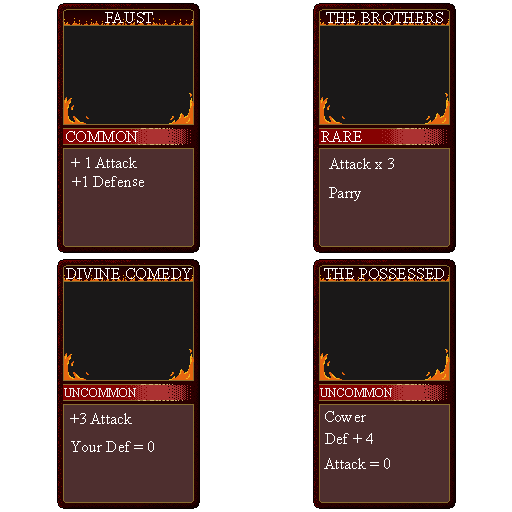 FAUST
COMMON
+ 1 Attack
+1 Defense
THE BROTHERS
RARE
Attack x 3
Parry
DIVINE COMEDY
UNCOMMON
+3 Attack
Your Def = 0
THE POSSESSED
UNCOMMON
Cower
Def + 4
Attack = 0